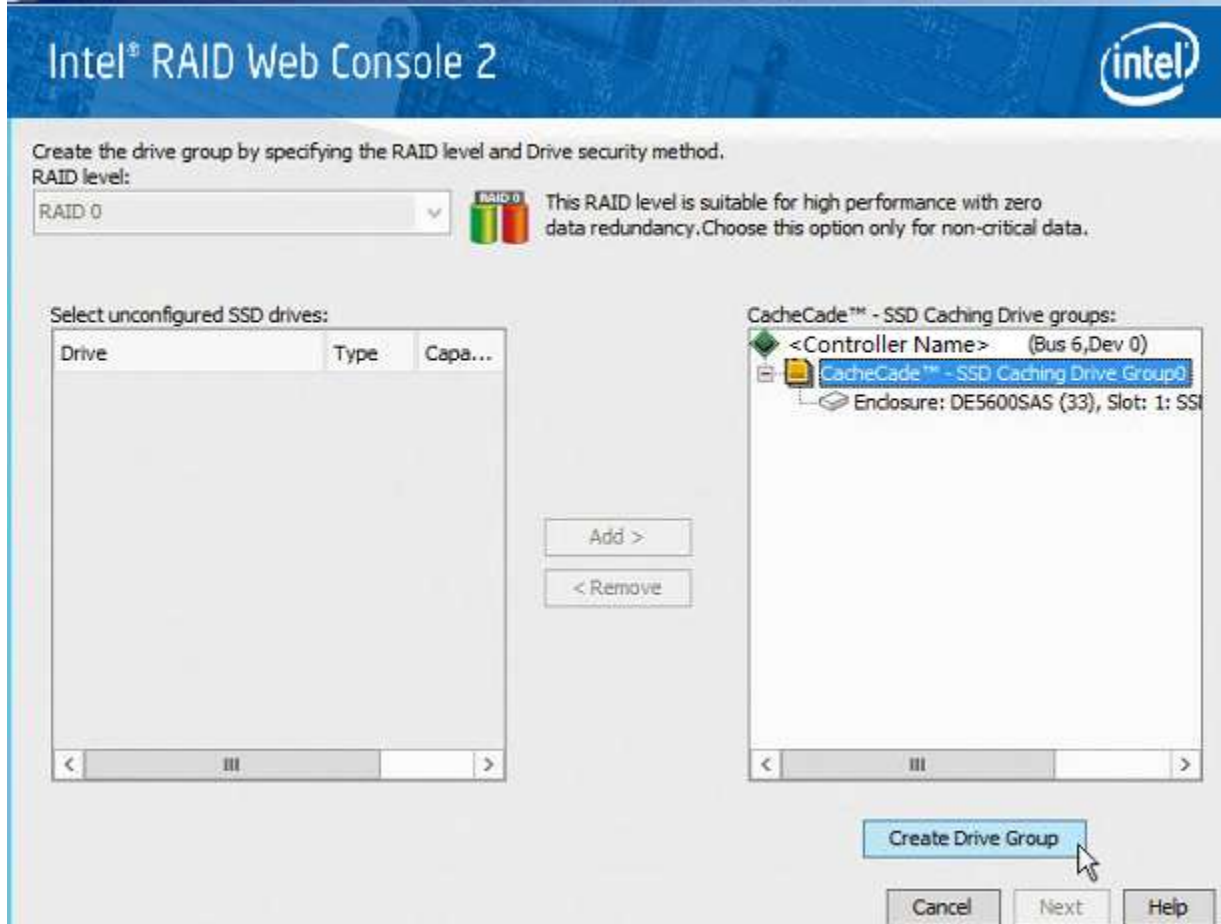 Intel® RAID Web Console 2
intel
Create the drive group by specifying the RAID level and Drive security method.
RAID level:
RAID 0
RAID 0
This RAID level is suitable for high performance with zero
data redundancy.Choose this option only for non-critical data.
Select unconfigured SSD drives:
Drive Type Capa...
CacheCade™ - SSD Caching Drive groups:
<Controller Name> (Bus 6,Dev 0)
CacheCade™ - SSD Caching Drive Group0
Enclosure: DE5600SAS (33), Slot: 1: SSI
Add >
< Remove
Create Drive Group
Cancel Next Help